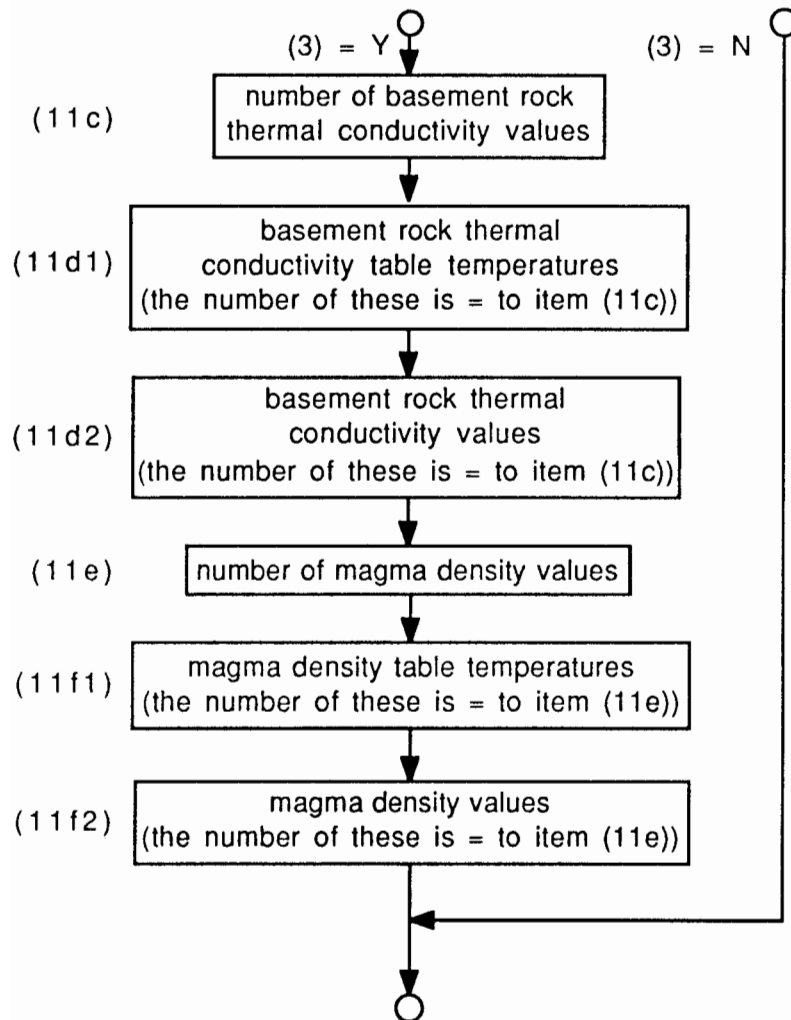 (3) = Y
(3) = N
(11c)
number of basement rock
thermal conductivity values
(11d1)
basement rock thermal
conductivity table temperatures
(the number of these is = to item (11c))
(11d2)
basement rock thermal
conductivity values
(the number of these is = to item (11c))
(11e)
number of magma density values
(11f1)
magma density table temperatures
(the number of these is = to item (11e))
(11f2)
magma density values
(the number of these is = to item (11e))